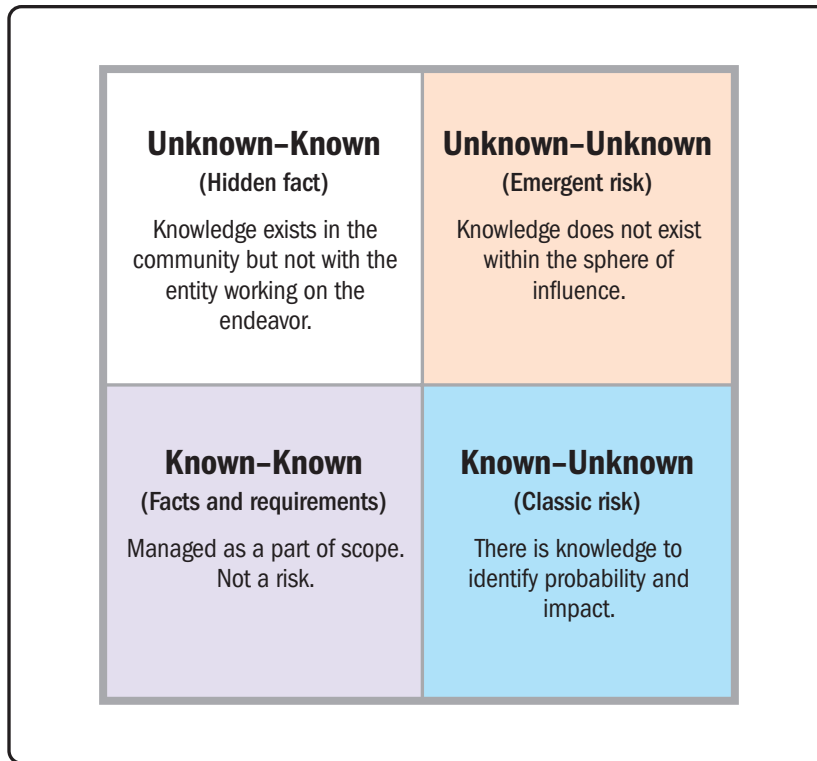 Unknown–Known
(Hidden fact)
Knowledge exists in the
community but not with the
entity working on the
endeavor.
Unknown–Unknown
(Emergent risk)
Knowledge does not exist
within the sphere of
influence.
Known–Known
(Facts and requirements)
Managed as a part of scope.
Not a risk.
Known–Unknown
(Classic risk)
There is knowledge to
identify probability and
impact.